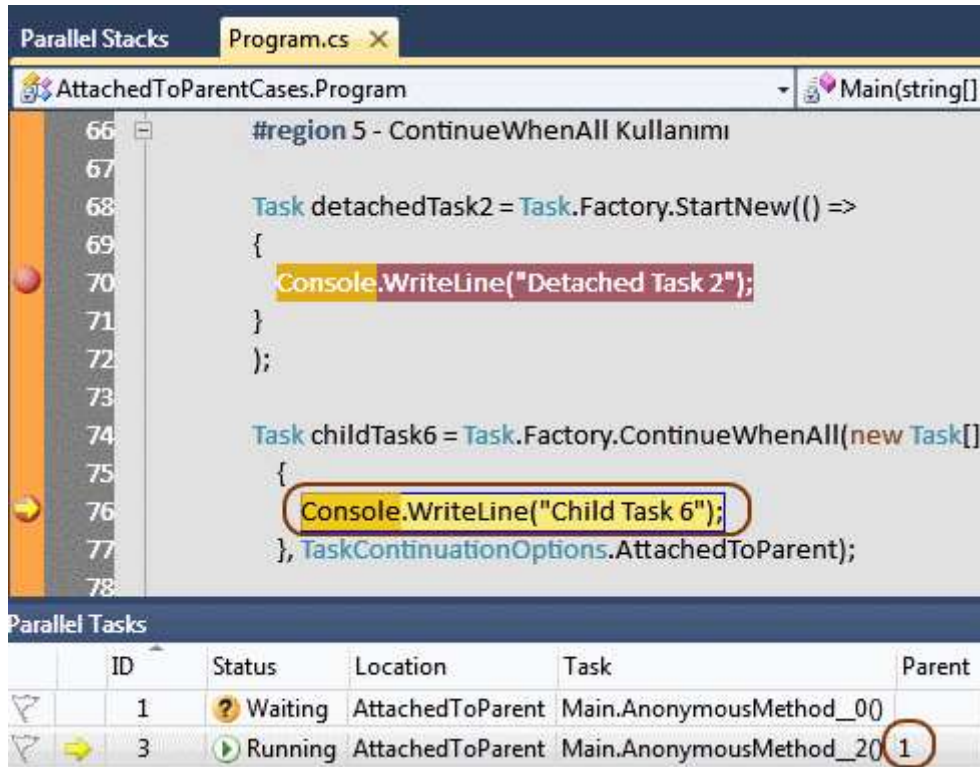 Parallel Stacks Program.cs
AttachedToParentCases.Program Main(string[]
66 #region 5 - ContinueWhenAll Kullanımı
67
68 Task detachedTask2 = Task.Factory.StartNew(() =>
69 {
70 Console.WriteLine("Detached Task 2");
71 }
72 );
73
74 Task childTask6 = Task.Factory.ContinueWhenAll(new Task[]
75 {
76 Console.WriteLine("Child Task 6");
77 }, TaskContinuationOptions.AttachedToParent);
78
Parallel Tasks
ID Status Location Task Parent
1 Waiting AttachedToParent Main.AnonymousMethod__0()
3 Running AttachedToParent Main.AnonymousMethod__2() 1